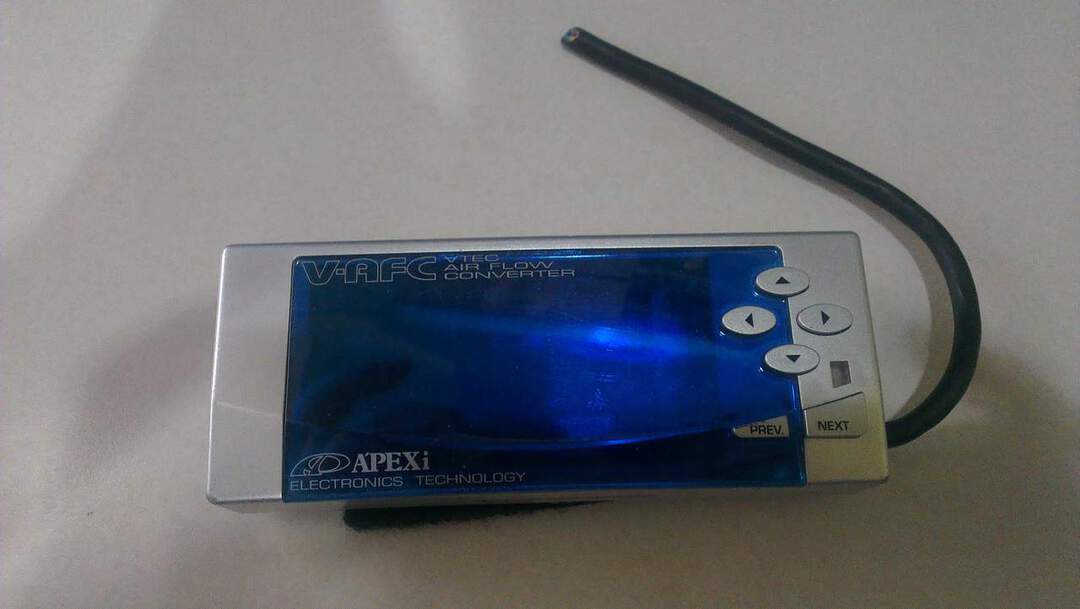 V-AFC VTEC
AIR FLOW
CONVERTER
PREV.
NEXT
APEXi
ELECTRONICS TECHNOLOGY